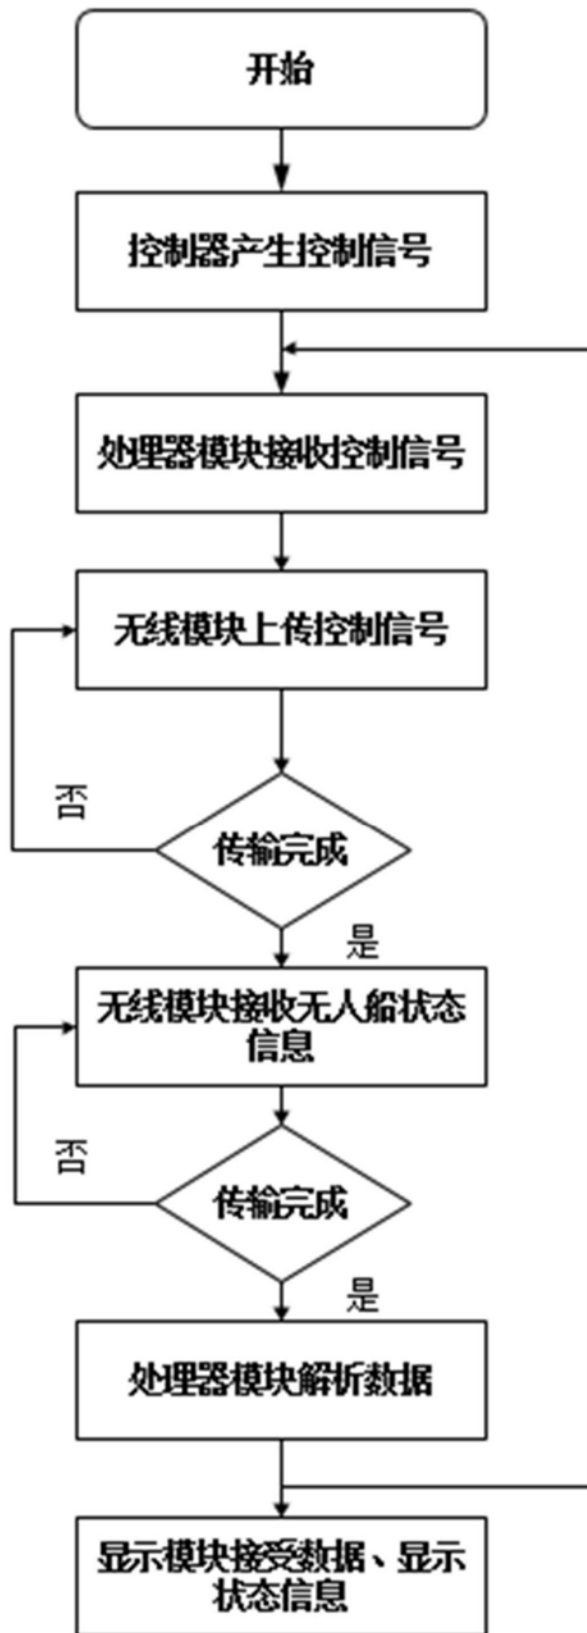 开始
控制器产生控制信号
处理器模块接收控制信号
无线模块上传控制信号
否
传输完成
是
无线模块接收无人船状态
信息
否
传输完成
是
处理器模块解析数据
显示模块接受数据、显示
状态信息